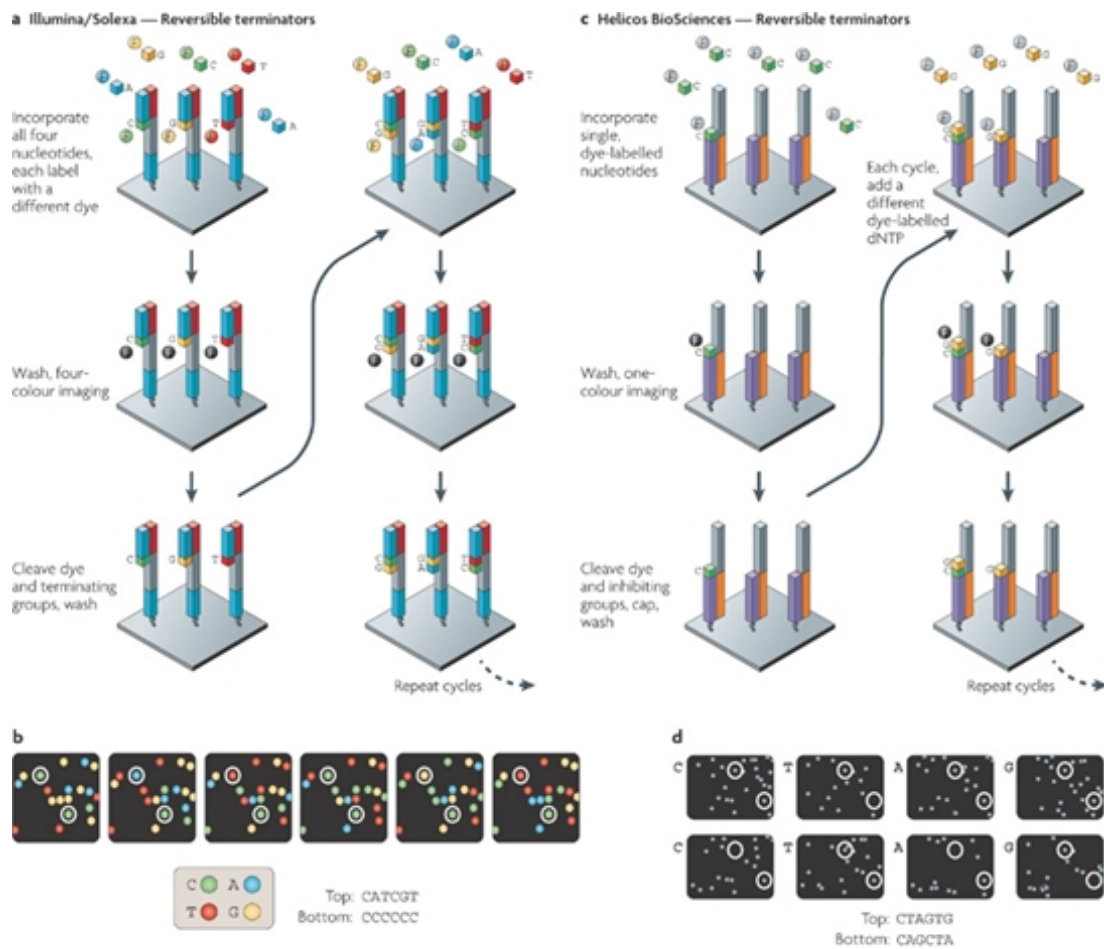 a Illumina/Solexa — Reversible terminators
G
C
T
A
A
C
G
T
Incorporate
all four
nucleotides,
each label
with a
different dye
C
G
T
Wash, four-
colour imaging
C
G
T
Cleave dye
and terminating
groups, wash
Repeat cycles
c Helicos BioSciences — Reversible terminators
C
C
C
C
C
Incorporate
single,
dye-labelled
nucleotides
Each cycle,
add a
different
dye-labelled
dNTP
G
G
G
G
Wash, one-
colour imaging
Cleave dye
and inhibiting
groups, cap,
wash
Repeat cycles
b
C A
T G
Top: CATCGT
Bottom: CCCCCC
d
C T A G
C T A G
Top: CTAGTG
Bottom: CAGCTA